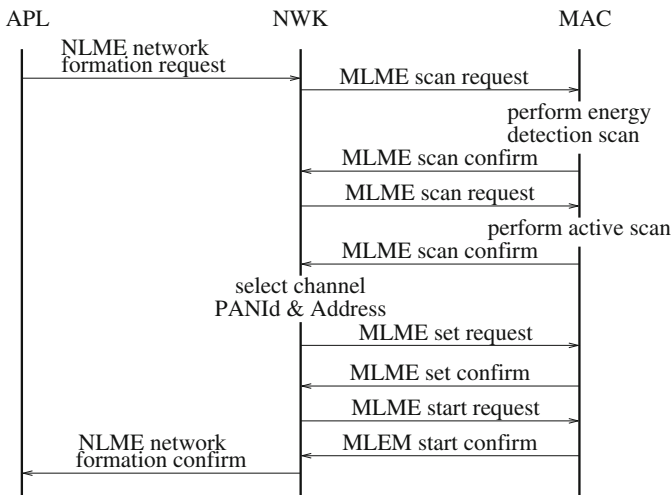 APL NWK MAC
NLME network
formation request
MLME scan request
perform energy
detection scan
MLME scan confirm
MLME scan request
perform active scan
MLME scan confirm
select channel
PANId & Address
MLME set request
MLME set confirm
MLME start request
NLME network
formation confirm
MLEM start confirm